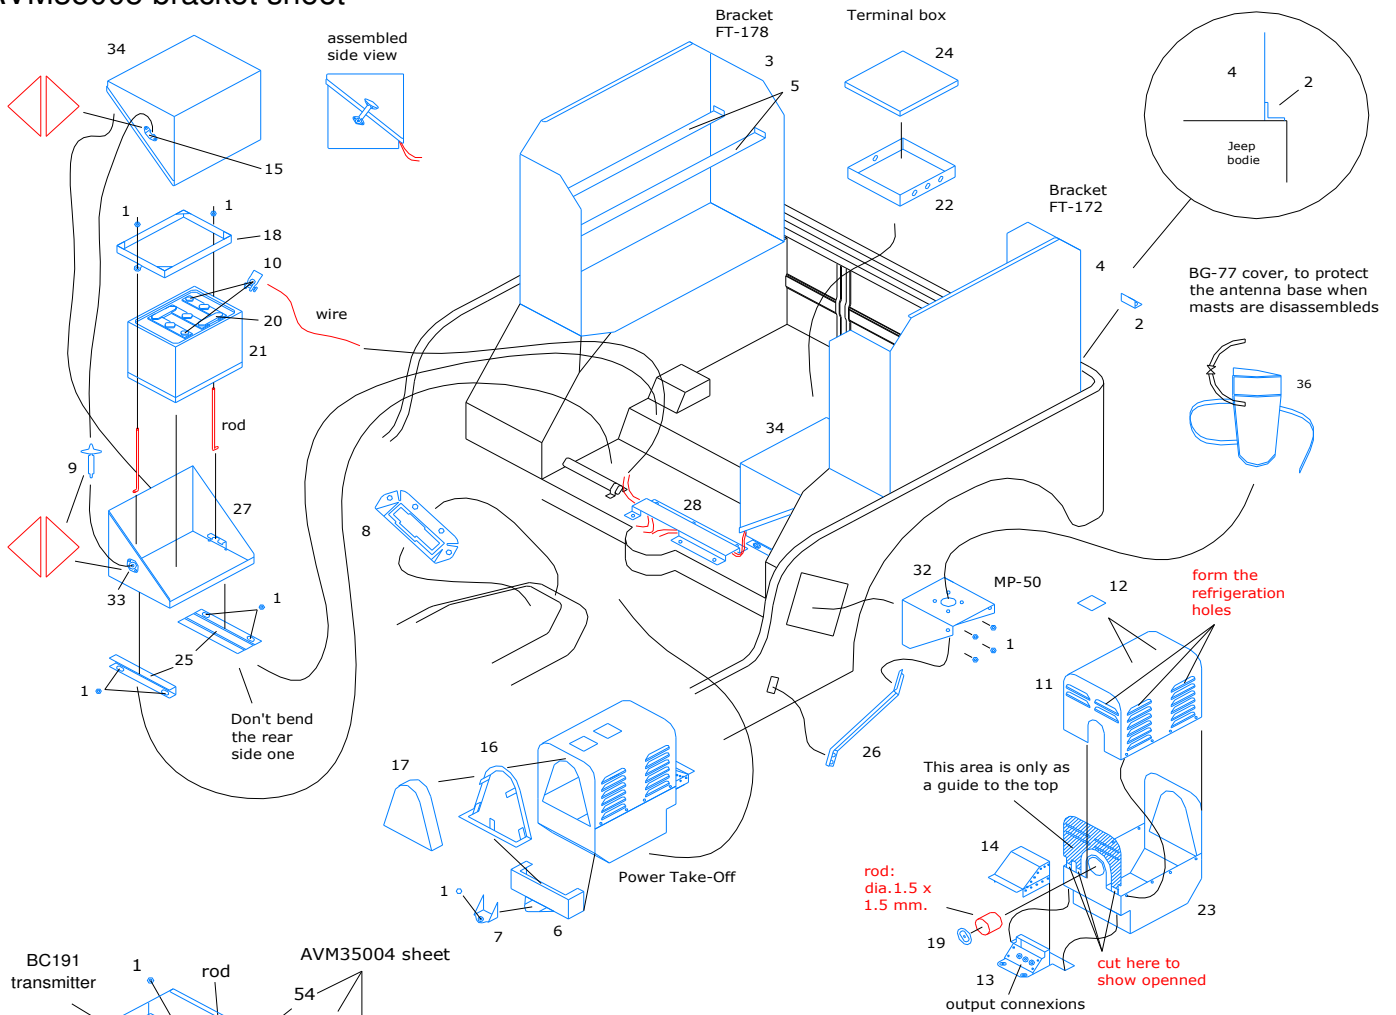 AVM35003 bracket sheet
34
assembled
side view
15
1
1
18
10
20
21
wire
rod
9
27
33
1
25
1
Don't bend
the rear
side one
Bracket
FT-178
3
5
Terminal box
24
22
Bracket
FT-172
4
2
4
2
Jeep
bodie
BG-77 cover, to protect
the antenna base when
masts are disassembleds
36
8
28
34
32
MP-50
1
26
12
form the
refrigeration
holes
11
This area is only as
a guide to the top
14
rod:
dia.1.5 x
1.5 mm.
19
13
23
cut here to
show openned
output connexions
17
16
1
7
6
Power Take-Off
BC191
transmitter
1
rod
AVM35004 sheet
54